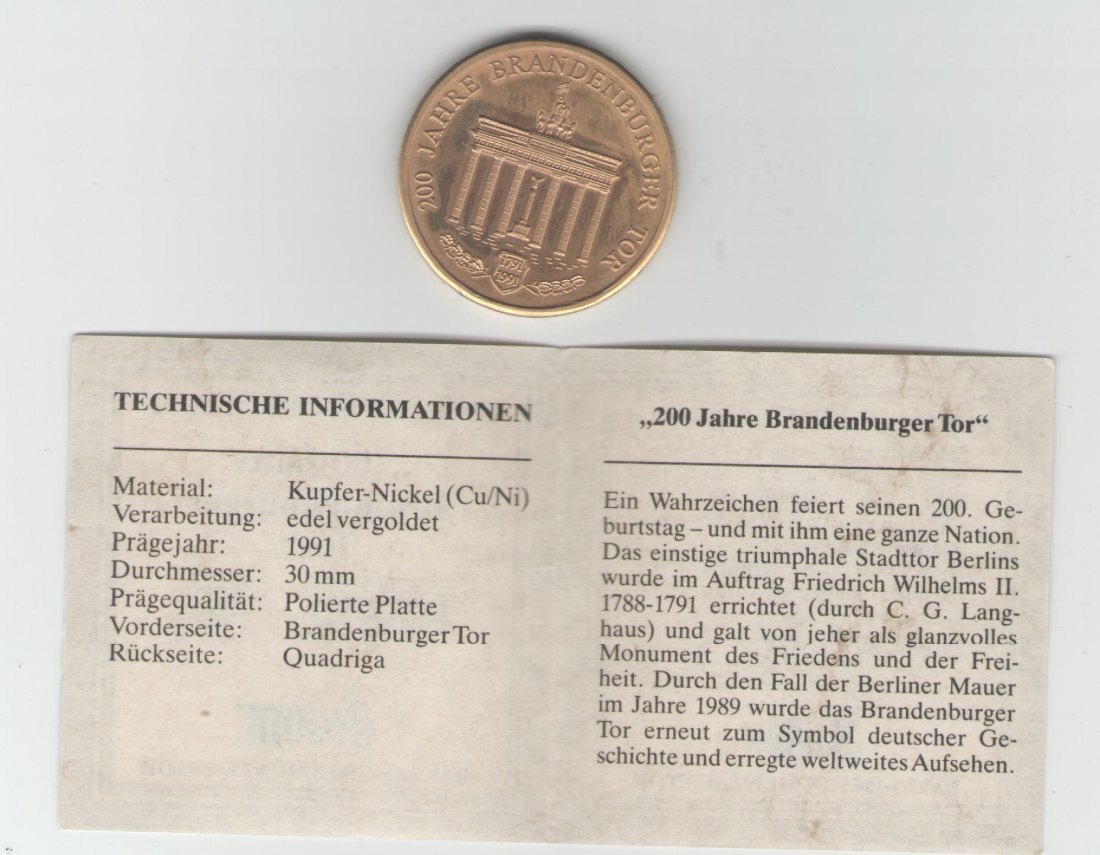 200 JAHRE BRANDENBURGER TOR
1791
1991
TECHNISCHE INFORMATIONEN
Material: Kupfer-Nickel (Cu/Ni)
Verarbeitung: edel vergoldet
Prägejahr: 1991
Durchmesser: 30 mm
Prägequalität: Polierte Platte
Vorderseite: Brandenburger Tor
Rückseite: Quadriga
„200 Jahre Brandenburger Tor“
Ein Wahrzeichen feiert seinen 200. Ge-
burtstag – und mit ihm eine ganze Nation.
Das einstige triumphale Stadttor Berlins
wurde im Auftrag Friedrich Wilhelms II.
1788-1791 errichtet (durch C. G. Lang-
haus) und galt von jeher als glanzvolles
Monument des Friedens und der Frei-
heit. Durch den Fall der Berliner Mauer
im Jahre 1989 wurde das Brandenburger
Tor erneut zum Symbol deutscher Ge-
schichte und erregte weltweites Aufsehen.